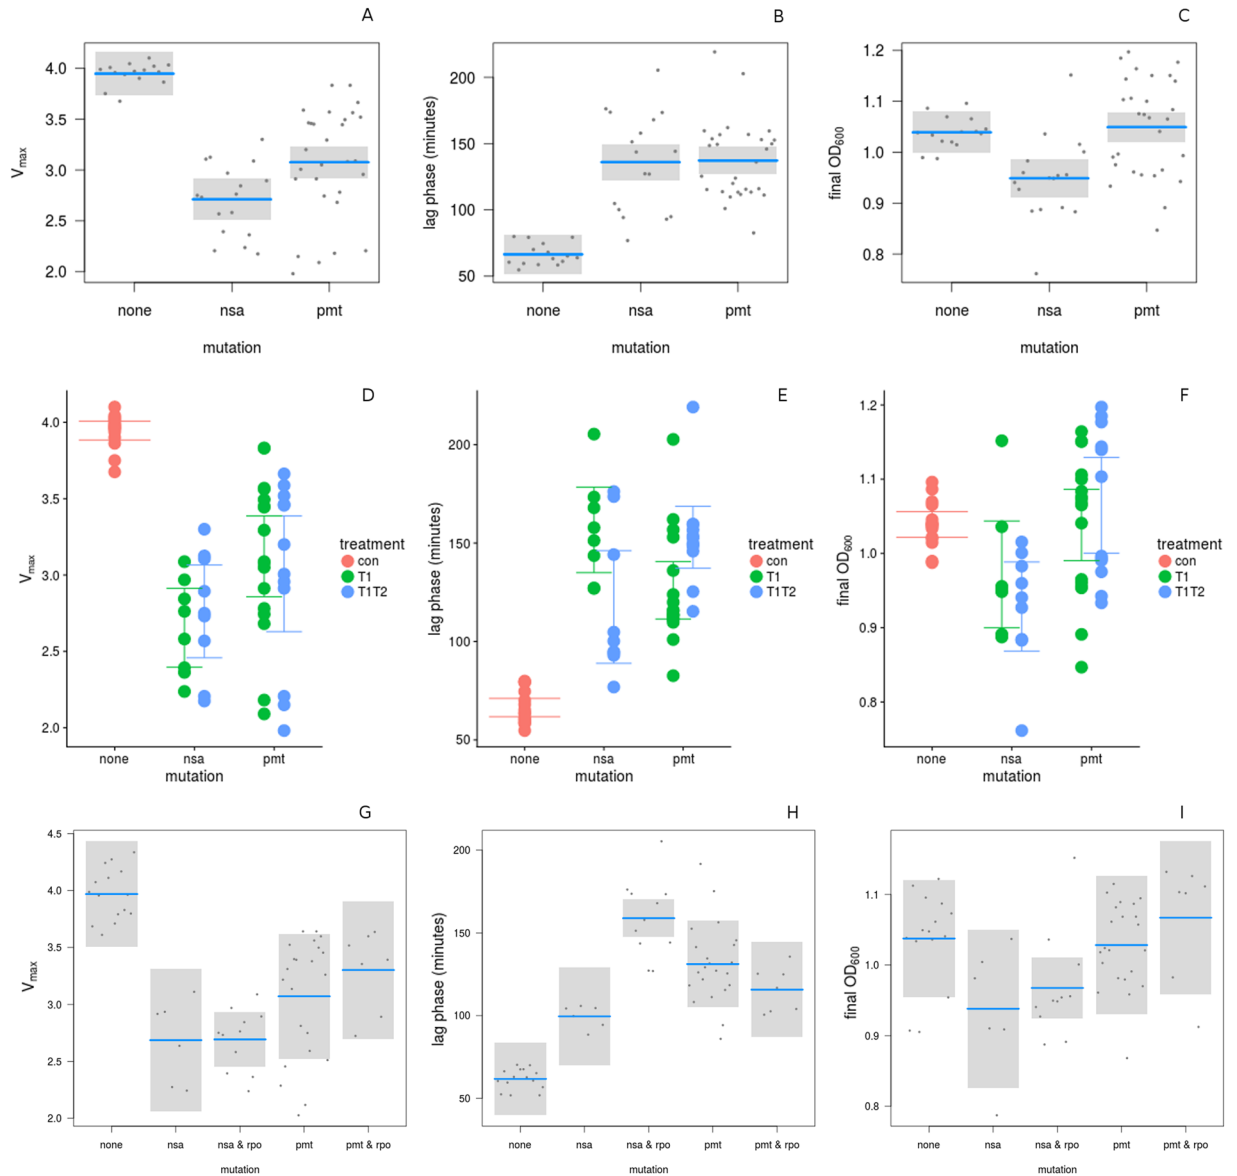 A
V_max
4.0
3.5
3.0
2.5
2.0
none
nsa
pmt
mutation
B
lag phase (minutes)
200
150
100
50
none
nsa
pmt
mutation
C
final OD_600
1.2
1.1
1.0
0.9
0.8
none
nsa
pmt
mutation
D
V_max
4.0
3.5
3.0
2.5
2.0
none
nsa
pmt
mutation
treatment
con
T1
T1T2
E
lag phase (minutes)
200
150
100
50
none
nsa
pmt
mutation
treatment
con
T1
T1T2
F
final OD_600
1.2
1.1
1.0
0.9
0.8
none
nsa
pmt
mutation
treatment
con
T1
T1T2
G
V_max
4.5
4.0
3.5
3.0
2.5
2.0
none
nsa
nsa & rpo
pmt
pmt & rpo
mutation
H
lag phase (minutes)
200
150
100
50
none
nsa
nsa & rpo
pmt
pmt & rpo
mutation
I
final OD_600
1.1
1.0
0.9
0.8
none
nsa
nsa & rpo
pmt
pmt & rpo
mutation